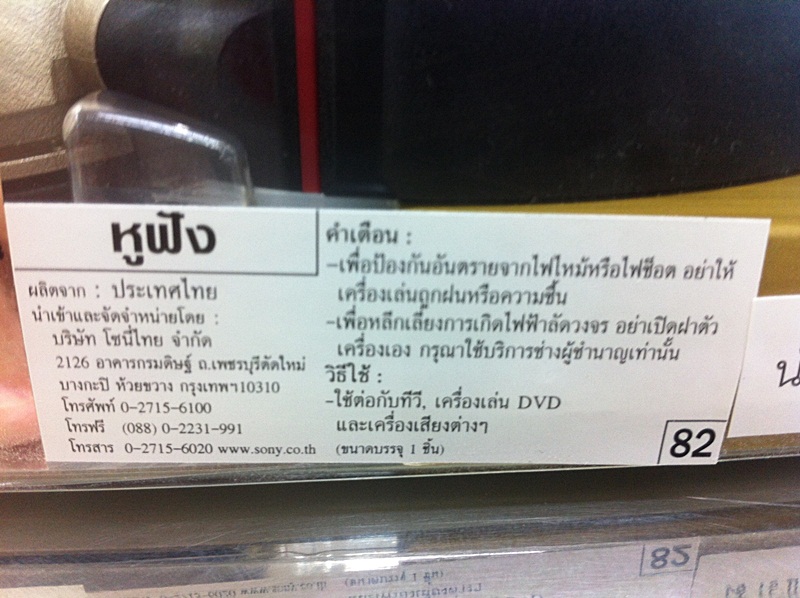 หูฟัง
ผลิตจาก : ประเทศไทย
นำเข้าและจัดจำหน่ายโดย :
บริษัท โซนี่ไทย จำกัด
2126 อาคารกรมดิษฐ์ ถ.เพชรบุรีตัดใหม่
บางกะปิ ห้วยขวาง กรุงเทพฯ10310
โทรศัพท์ 0-2715-6100
โทรฟรี (088) 0-2231-991
โทรสาร 0-2715-6020 www.sony.co.th
คำเตือน :
-เพื่อป้องกันอันตรายจากไฟไหม้หรือไฟช็อต อย่าให้
เครื่องเล่นถูกฝนหรือความชื้น
-เพื่อหลีกเลี่ยงการเกิดไฟฟ้าลัดวงจร อย่าเปิดฝาตัว
เครื่องเอง กรุณาใช้บริการช่างผู้ชำนาญเท่านั้น
วิธีใช้ :
-ใช้ต่อกับทีวี, เครื่องเล่น DVD
และเครื่องเสียงต่างๆ
(ขนาดบรรจุ 1 ชิ้น)
82